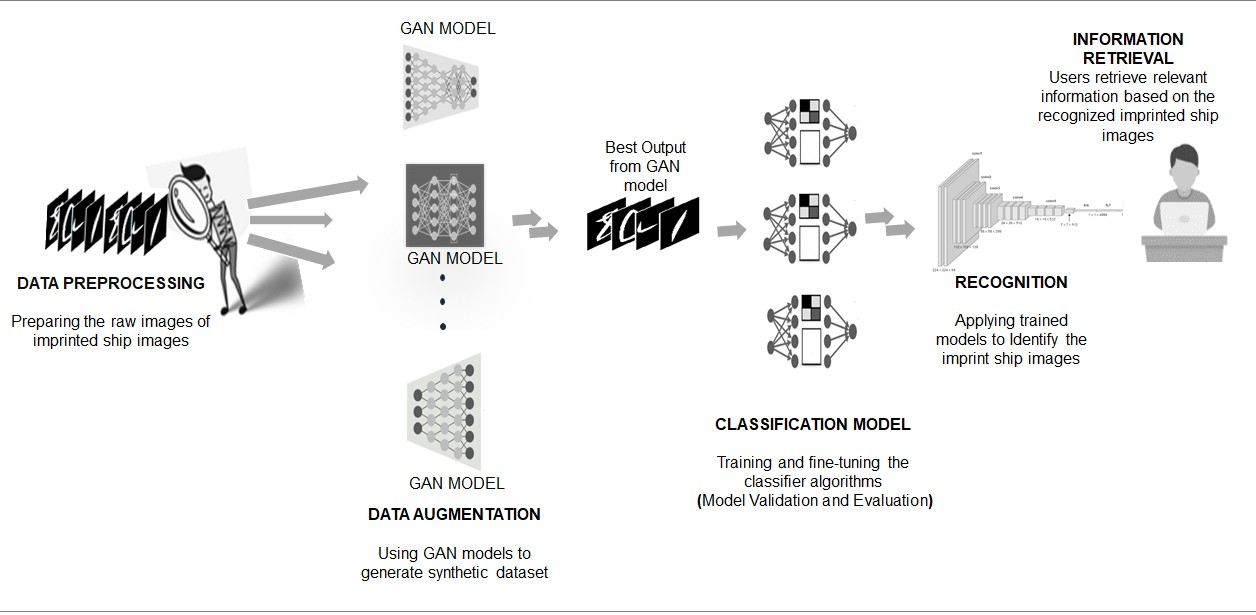 GAN MODEL
GAN MODEL
GAN MODEL
DATA PREPROCESSING
Preparing the raw images of
imprinted ship images
DATA AUGMENTATION
Using GAN models to
generate synthetic dataset
Best Output
from GAN
model
CLASSIFICATION MODEL
Training and fine-tuning the
classifier algorithms
(Model Validation and Evaluation)
RECOGNITION
Applying trained
models to Identify the
imprint ship images
INFORMATION
RETRIEVAL
Users retrieve relevant
information based on the
recognized imprinted ship
images